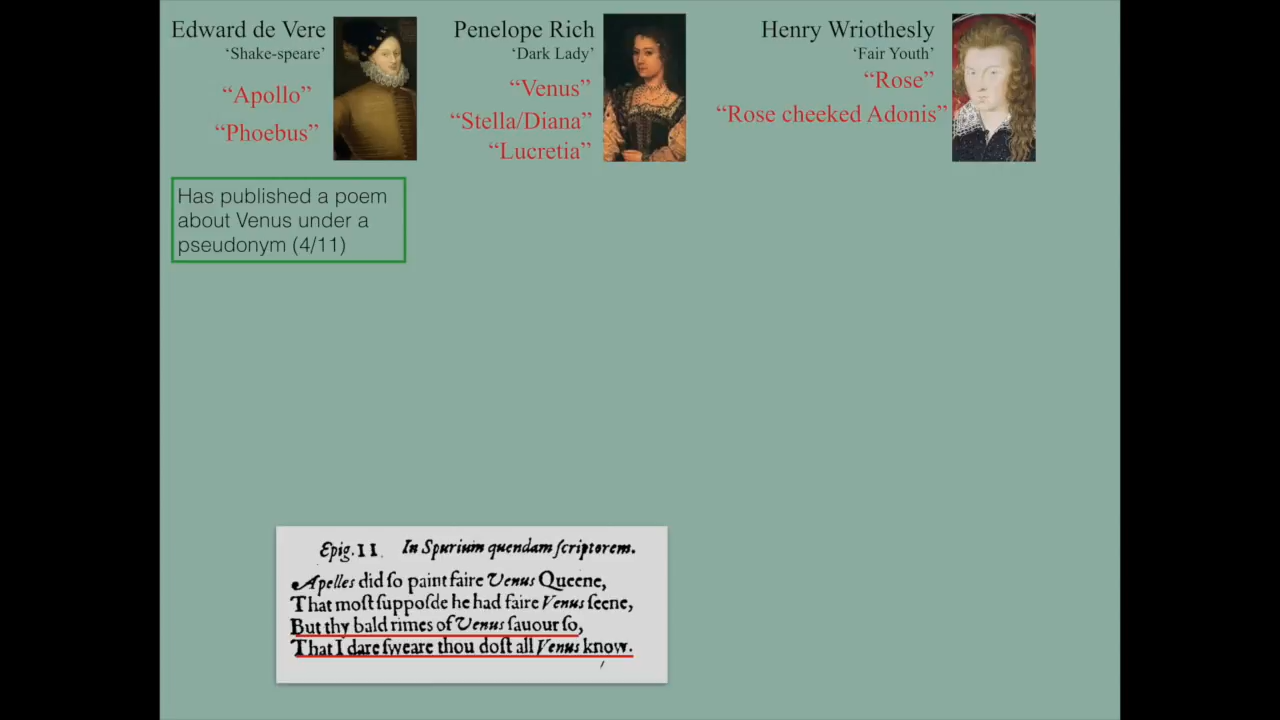 Edward de Vere
‘Shake-speare’
“Apollo”
“Phoebus”
Penelope Rich
‘Dark Lady’
“Venus”
“Stella/Diana”
“Lucretia”
Henry Wriothesly
‘Fair Youth’
“Rose”
“Rose cheeked Adonis”
Has published a poem
about Venus under a
pseudonym (4/11)
Epig. 11. In Spurium quendam ſcriptorem.
Apelles did ſo paint faire Venus Queene,
That moſt ſuppoſde he had faire Venus ſeene,
But thy bald rimes of Venus ſauour ſo,
That I dare ſweare thou doſt all Venus know.